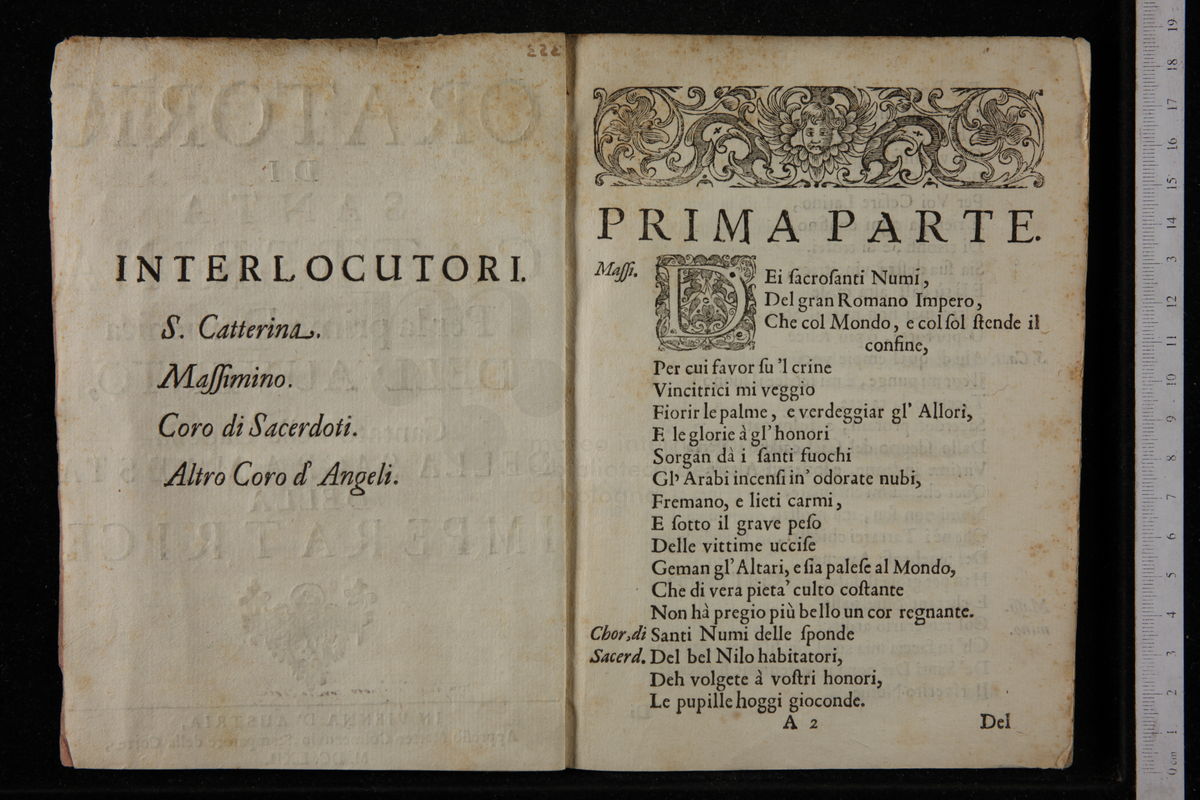 INTERLOCUTORI.
S. Catterina.
Maſſimino.
Coro di Sacerdoti.
Altro Coro d' Angeli.
PRIMA PARTE.
Maſſi.
DEi ſacroſanti Numi,
Del gran Romano Impero,
Che col Mondo, e col ſol ſtende il
confine,
Per cui favor ſu 'l crine
Vincitrici mi veggio
Fiorir le palme, e verdeggiar gl' Allori,
E le glorie à gl' honori
Sorgan dà i ſanti fuochi
Gl' Arabi incenſi in' odorate nubi,
Fremano, e lieti carmi,
E ſotto il grave peſo
Delle vittime ucciſe
Geman gl' Altari, e ſia paleſe al Mondo,
Che di vera pieta' culto coſtante
Non hà pregio più bello un cor regnante.
Chor, di Santi Numi delle ſponde
Sacerd. Del bel Nilo habitatori,
Deh volgete à voſtri honori,
Le pupille hoggi gioconde.
A 2 Del